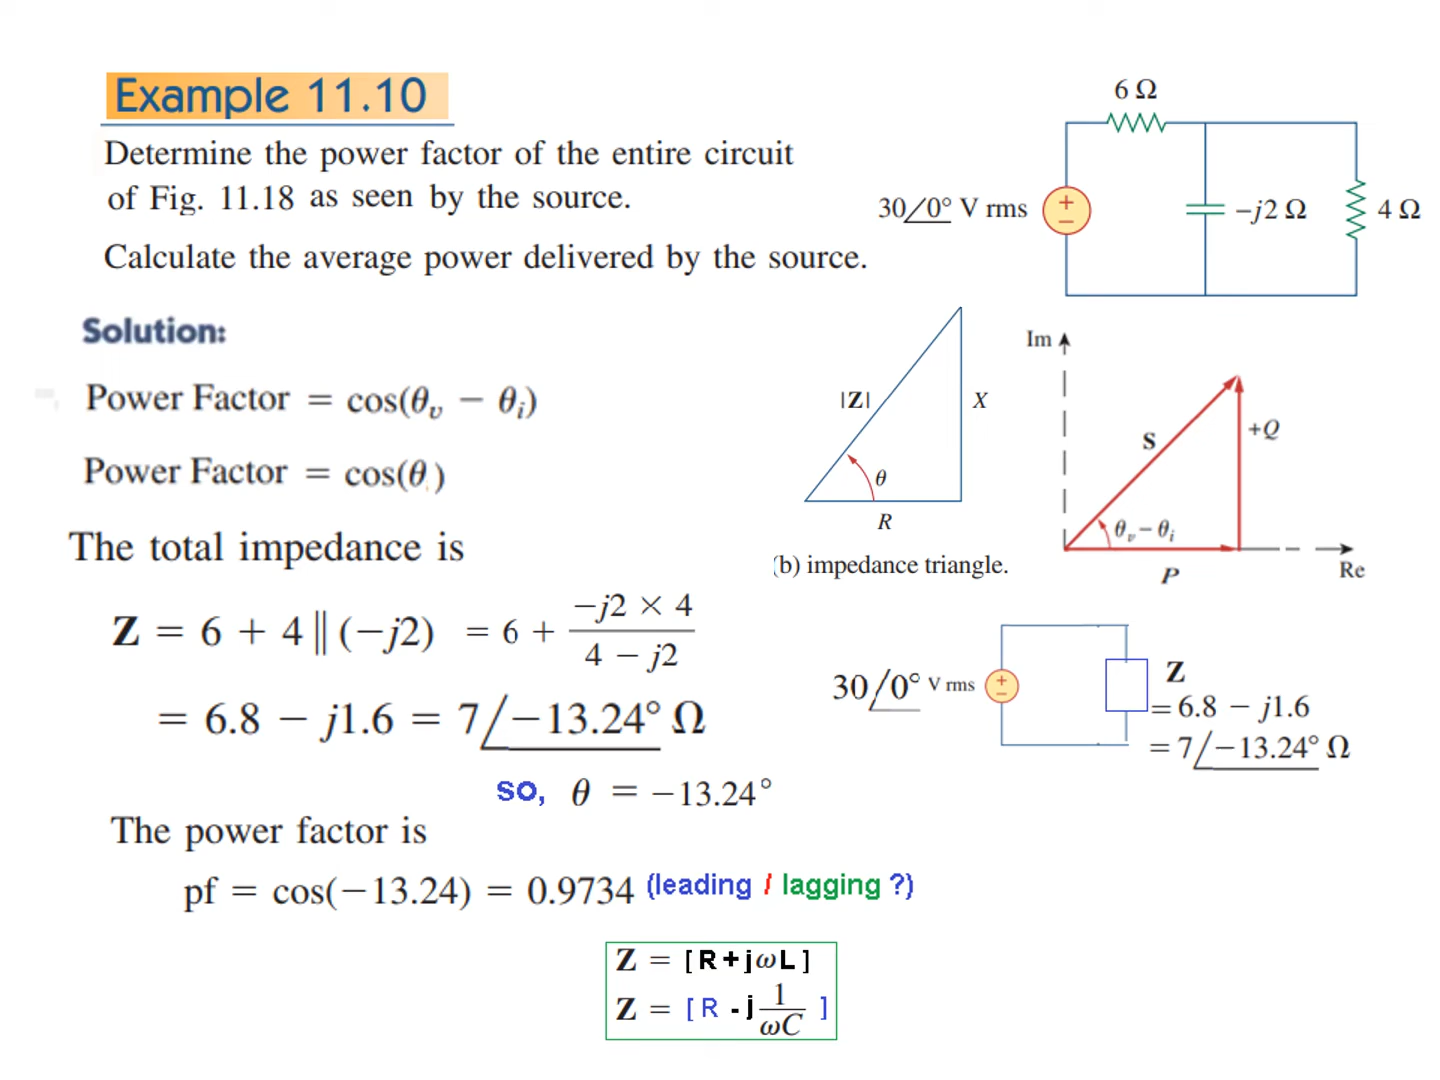 Example 11.10
Determine the power factor of the entire circuit
of Fig. 11.18 as seen by the source.
Calculate the average power delivered by the source.
6 Ω
30∠0° V rms
+
−
−j2 Ω
4 Ω
Solution:
Power Factor = cos(θv − θi)
Power Factor = cos(θ )
|Z|
X
θ
R
(b) impedance triangle.
Im
S
+Q
θv − θi
P
Re
The total impedance is
Z = 6 + 4 ‖ (−j2) = 6 + −j2 × 4 / 4 − j2
= 6.8 − j1.6 = 7∠−13.24° Ω
so, θ = −13.24°
30∠0° V rms
+
−
Z
= 6.8 − j1.6
= 7∠−13.24° Ω
The power factor is
pf = cos(−13.24) = 0.9734 (leading / lagging ?)
Z = [ R + jωL ]
Z = [ R - j 1/ωC ]